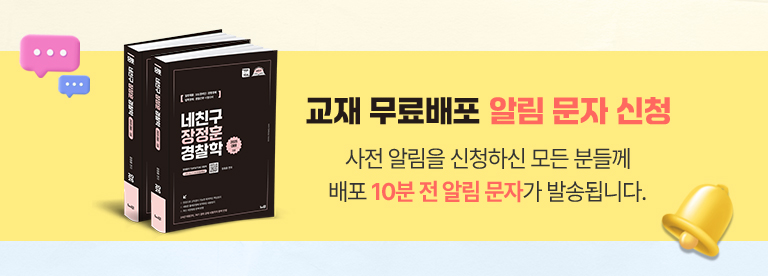 네친구
장정훈
경찰학
교재 무료배포 알림 문자 신청
사전 알림을 신청하신 모든 분들께
배포 10분 전 알림 문자가 발송됩니다.